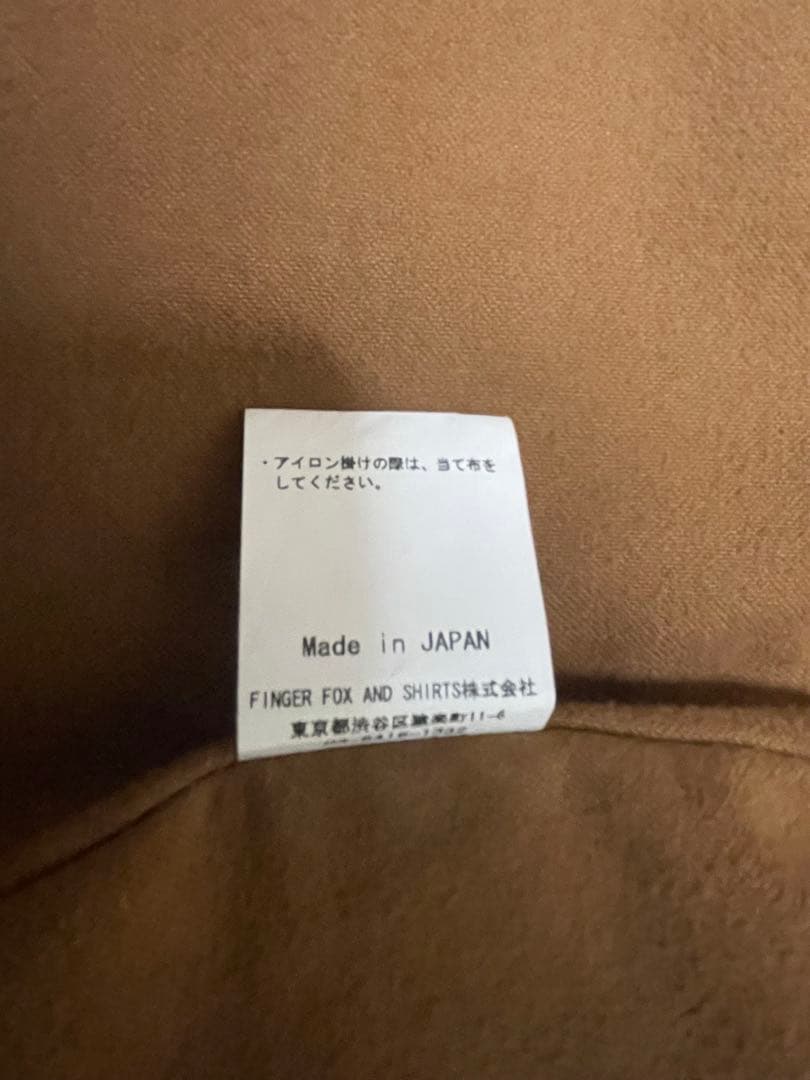 ・アイロン掛けの際は、当て布を
してください。
Made in JAPAN
FINGER FOX AND SHIRTS株式会社
東京都渋谷区猿楽町11-6